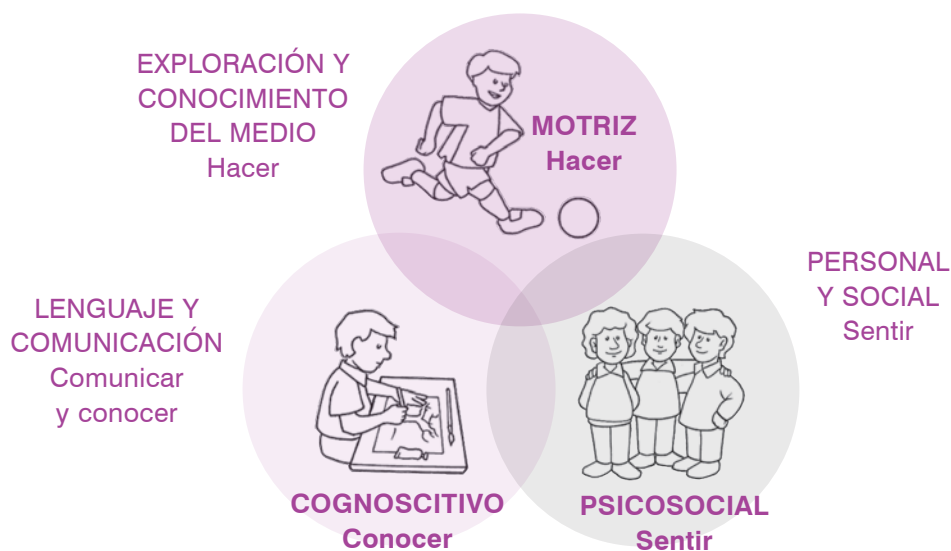 EXPLORACIÓN Y
CONOCIMIENTO
DEL MEDIO
Hacer
MOTRIZ
Hacer
LENGUAJE Y
COMUNICACIÓN
Comunicar
y conocer
PERSONAL
Y SOCIAL
Sentir
COGNOSCITIVO
Conocer
PSICOSOCIAL
Sentir